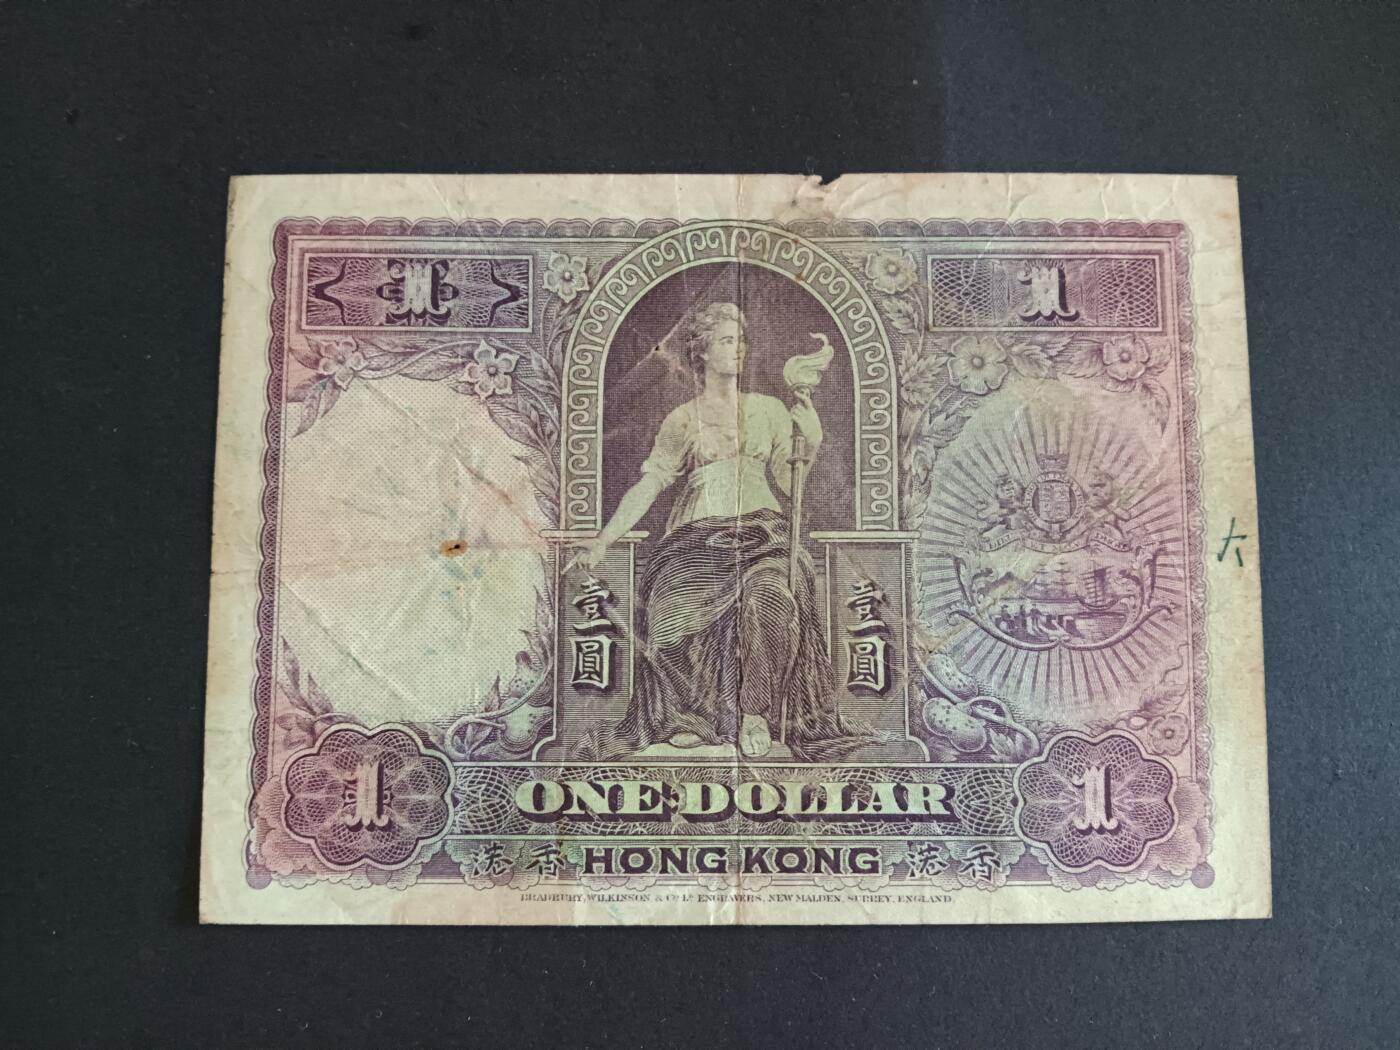 1 1
壹圓 壹圓
六
1 1
ONE DOLLAR
港香 HONG KONG 港香
BRADBURY, WILKINSON & Co Ld ENGRAVERS, NEW MALDEN, SURREY, ENGLAND.